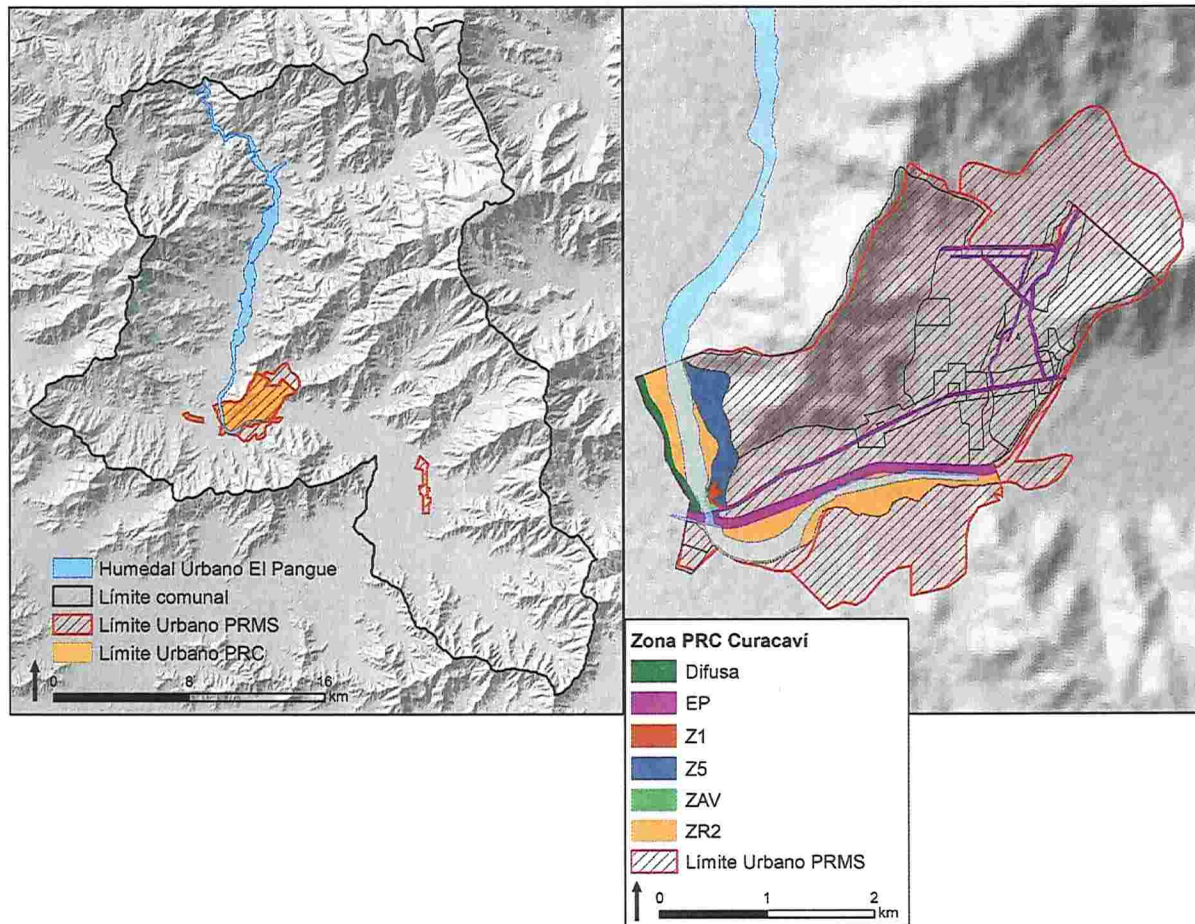 Humedal Urbano El Pangue
Límite comunal
Límite Urbano PRMS
Límite Urbano PRC
0 8 16
km
Zona PRC Curacaví
Difusa
EP
Z1
Z5
ZAV
ZR2
Límite Urbano PRMS
0 1 2
km